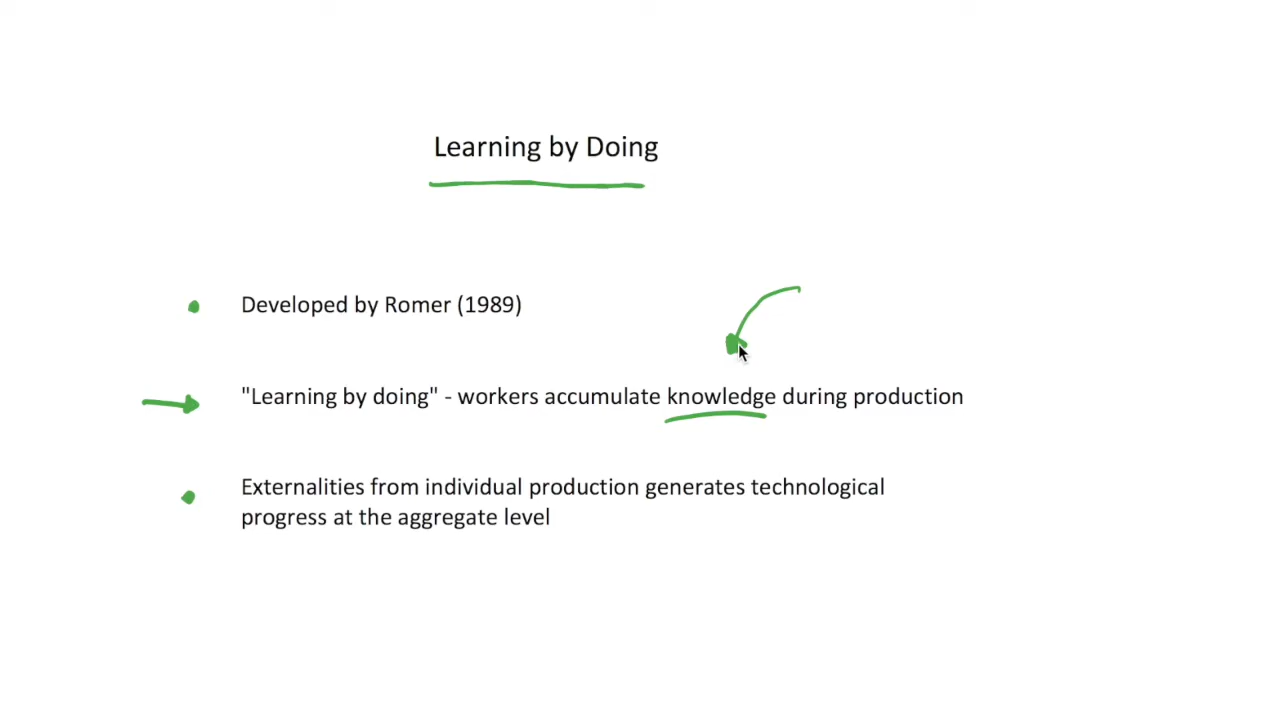 Learning by Doing
Developed by Romer (1989)
"Learning by doing" - workers accumulate knowledge during production
Externalities from individual production generates technological
progress at the aggregate level